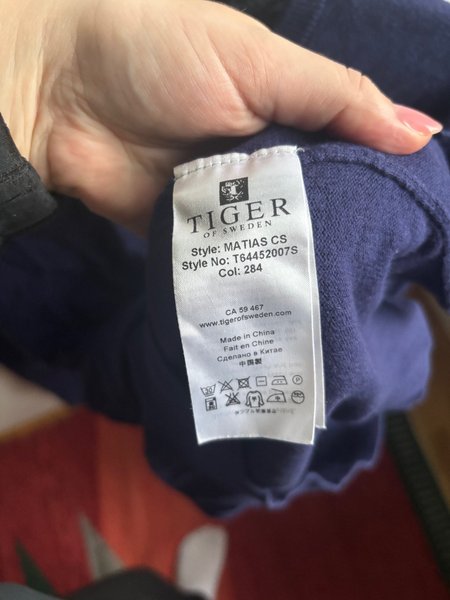 TIGER
OF SWEDEN
Style: MATIAS CS
Style No: T64452007S
Col: 284
CA 59 467
www.tigerofsweden.com
Made in China
Fait en Chine
Сделано в Китае
中国製